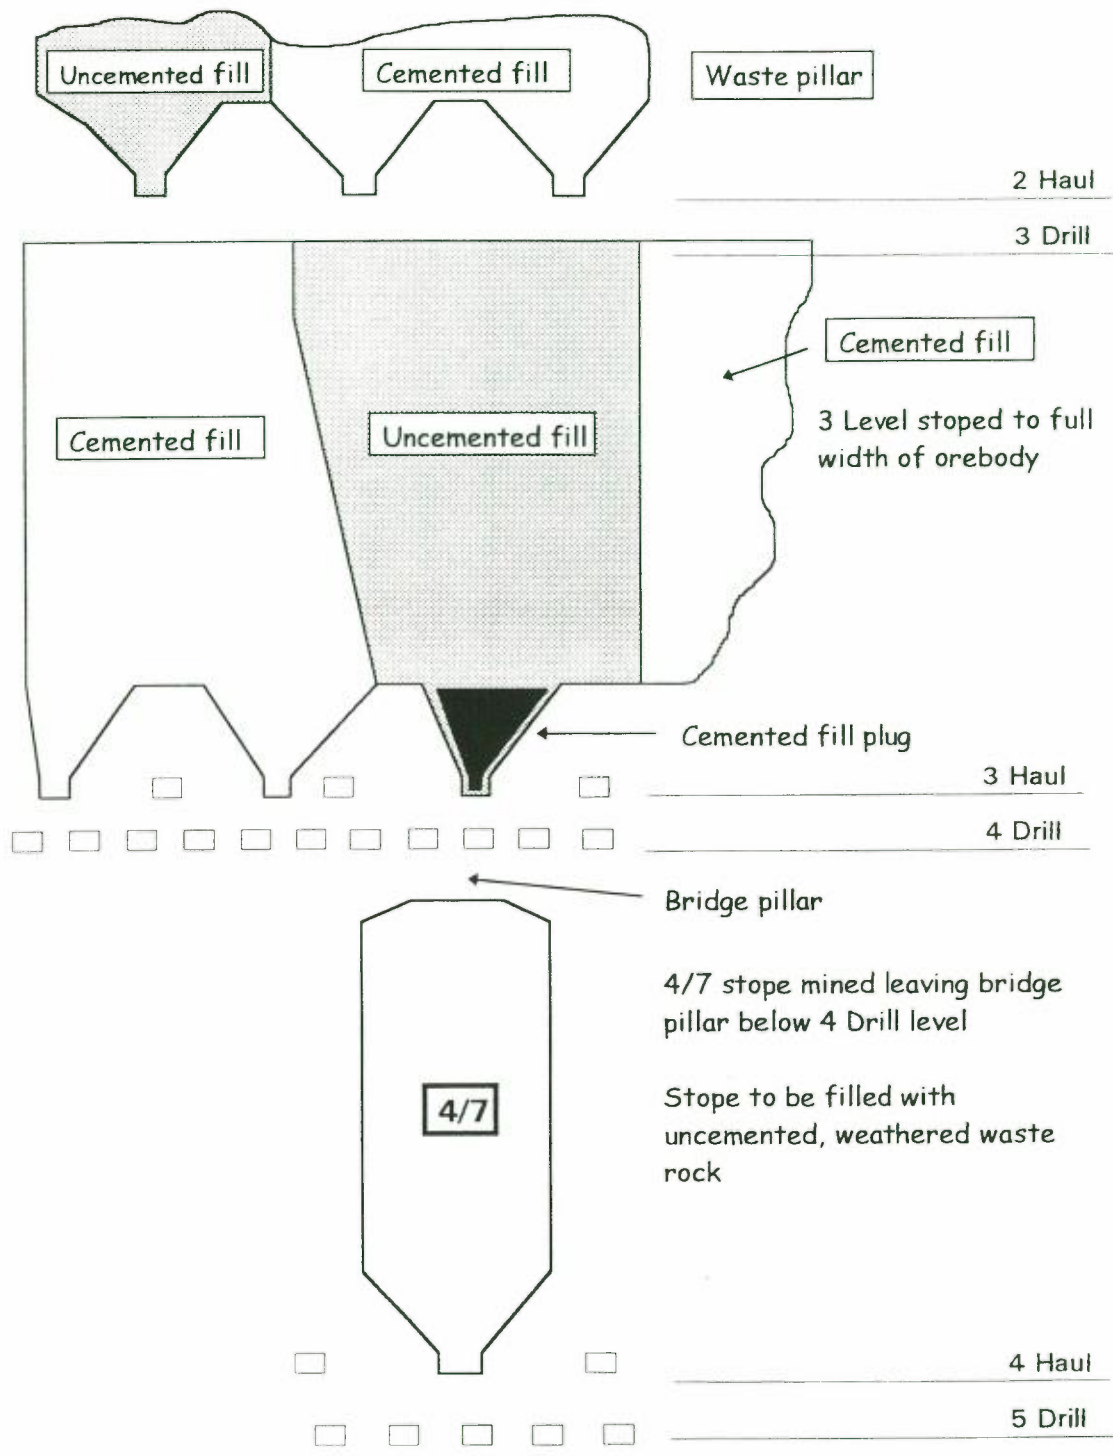 Uncemented fill
Cemented fill
Waste pillar
2 Haul
3 Drill
Cemented fill
3 Level stoped to full
width of orebody
Cemented fill
Uncemented fill
Cemented fill plug
3 Haul
4 Drill
Bridge pillar
4/7 stope mined leaving bridge
pillar below 4 Drill level
4/7
Stope to be filled with
uncemented, weathered waste
rock
4 Haul
5 Drill